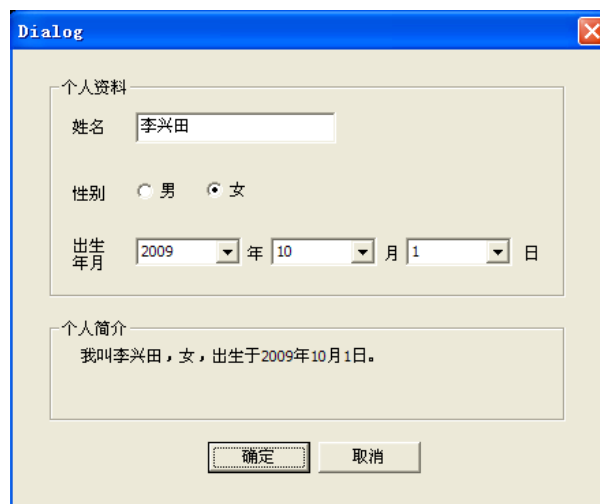 Dialog
个人资料
姓名 李兴田
性别 男 女
出生
年月 2009 年 10 月 1 日
个人简介
我叫李兴田，女，出生于2009年10月1日。
确定 取消